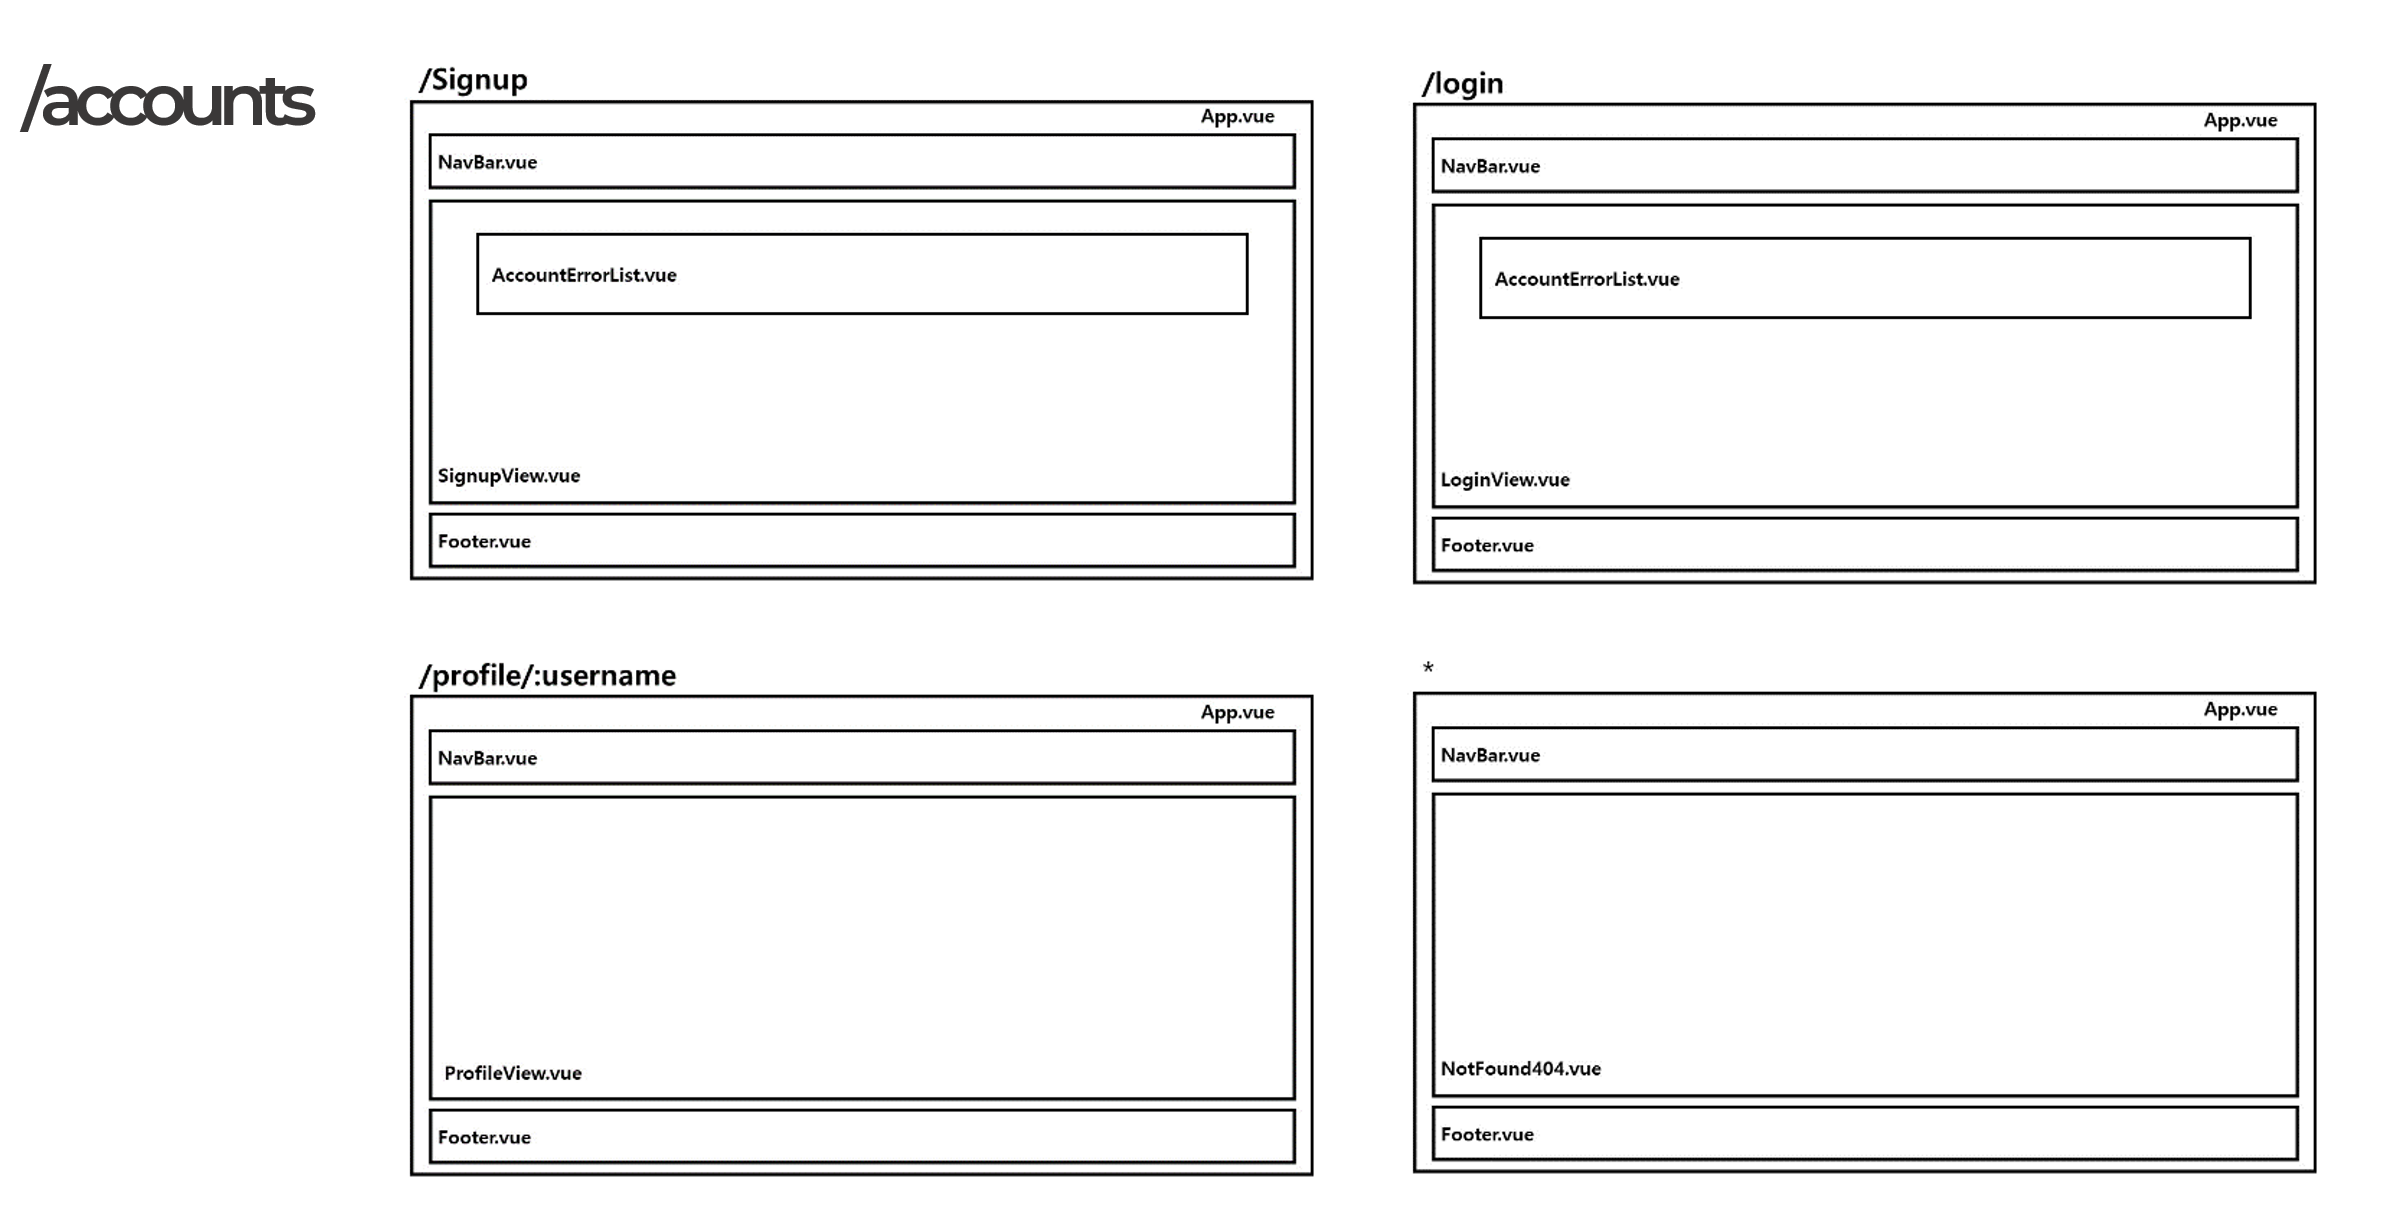 /accounts
/Signup
App.vue
NavBar.vue
AccountErrorList.vue
SignupView.vue
Footer.vue
/login
App.vue
NavBar.vue
AccountErrorList.vue
LoginView.vue
Footer.vue
/profile/:username
App.vue
NavBar.vue
ProfileView.vue
Footer.vue
*
App.vue
NavBar.vue
NotFound404.vue
Footer.vue